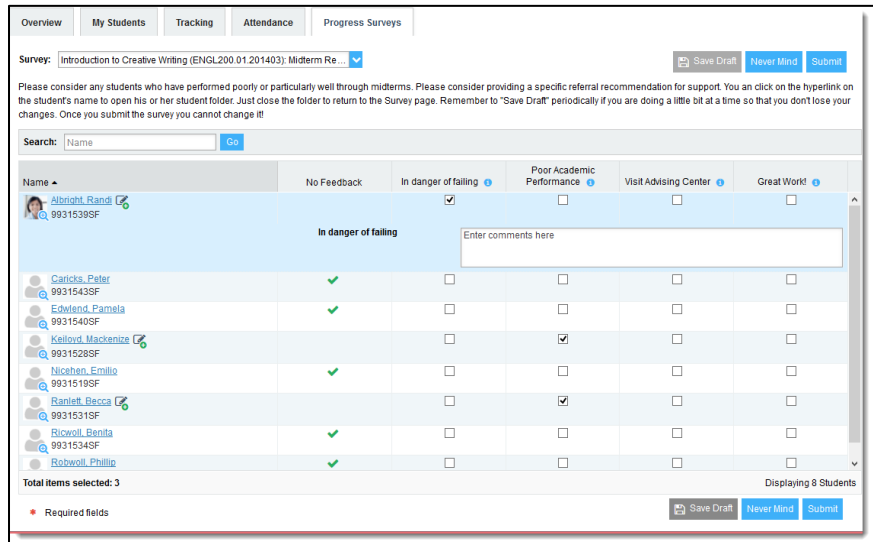 Overview My Students Tracking Attendance Progress Surveys
Survey: Introduction to Creative Writing (ENGL200.01.201403): Midterm Re... Save Draft Never Mind Submit
Please consider any students who have performed poorly or particularly well through midterms. Please consider providing a specific referral recommendation for support. You an click on the hyperlink on
the student's name to open his or her student folder. Just close the folder to return to the Survey page. Remember to "Save Draft" periodically if you are doing a little bit at a time so that you don't lose your
changes. Once you submit the survey you cannot change it!
Search: Name Go
Name No Feedback In danger of failing Poor Academic Performance Visit Advising Center Great Work!
Albright, Randi
9931539SF
In danger of failing Enter comments here
Caricks, Peter
9931543SF
Edwlend, Pamela
9931540SF
Keiloyd, Mackenize
9931528SF
Nicehen, Emilio
9931519SF
Ranlett, Becca
9931531SF
Ricwoll, Benita
9931534SF
Robwoll, Phillip
Total items selected: 3 Displaying 8 Students
* Required fields Save Draft Never Mind Submit